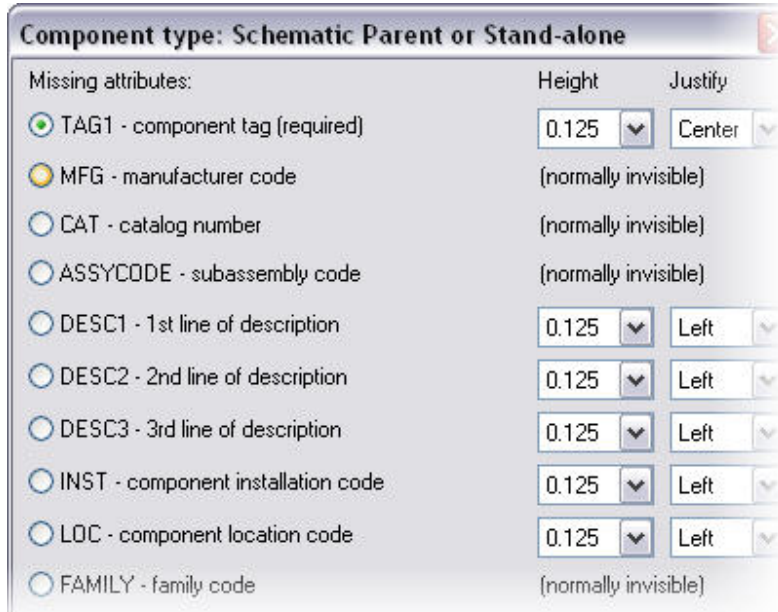 Component type: Schematic Parent or Stand-alone
Missing attributes: Height Justify
TAG1 - component tag (required) 0.125 Center
MFG - manufacturer code (normally invisible)
CAT - catalog number (normally invisible)
ASSYCODE - subassembly code (normally invisible)
DESC1 - 1st line of description 0.125 Left
DESC2 - 2nd line of description 0.125 Left
DESC3 - 3rd line of description 0.125 Left
INST - component installation code 0.125 Left
LOC - component location code 0.125 Left
FAMILY - family code (normally invisible)